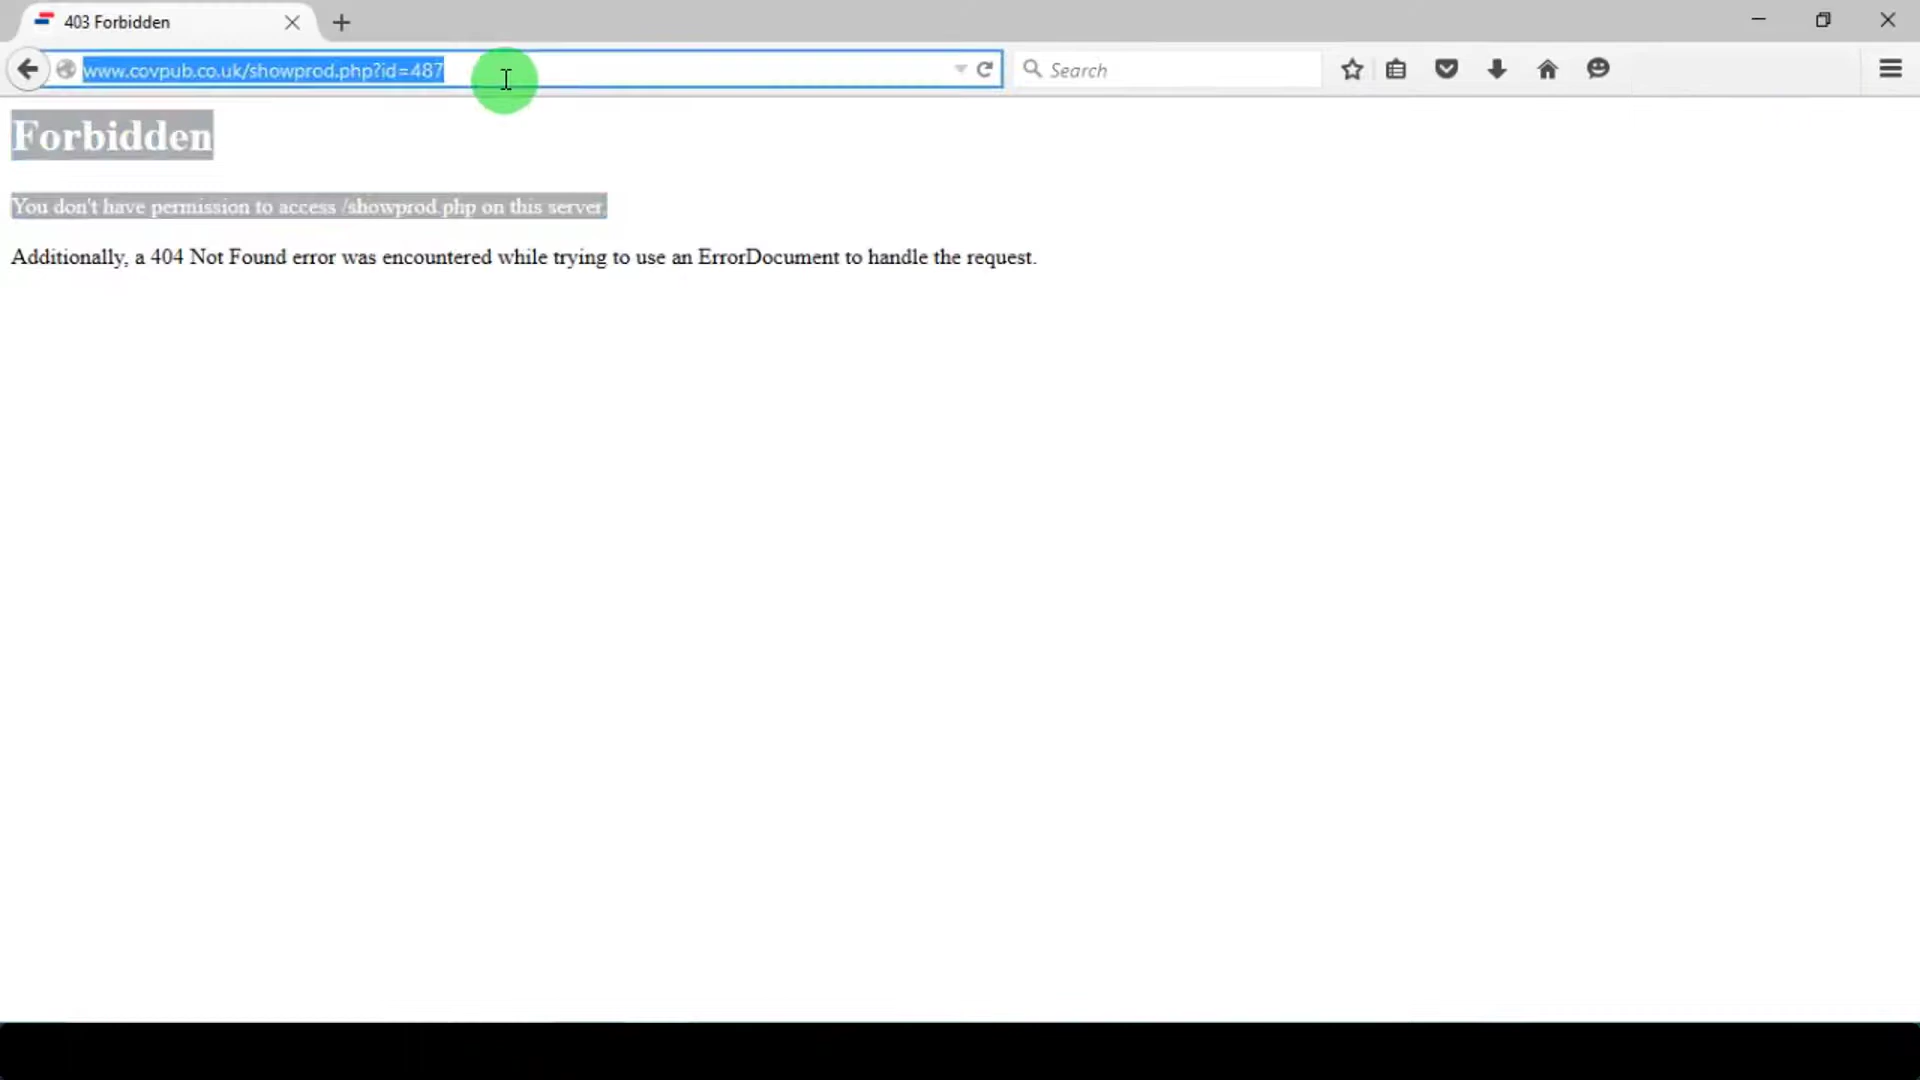 403 Forbidden
www.covpub.co.uk/showprod.php?id=487
Search
Forbidden
You don't have permission to access /showprod.php on this server.
Additionally, a 404 Not Found error was encountered while trying to use an ErrorDocument to handle the request.